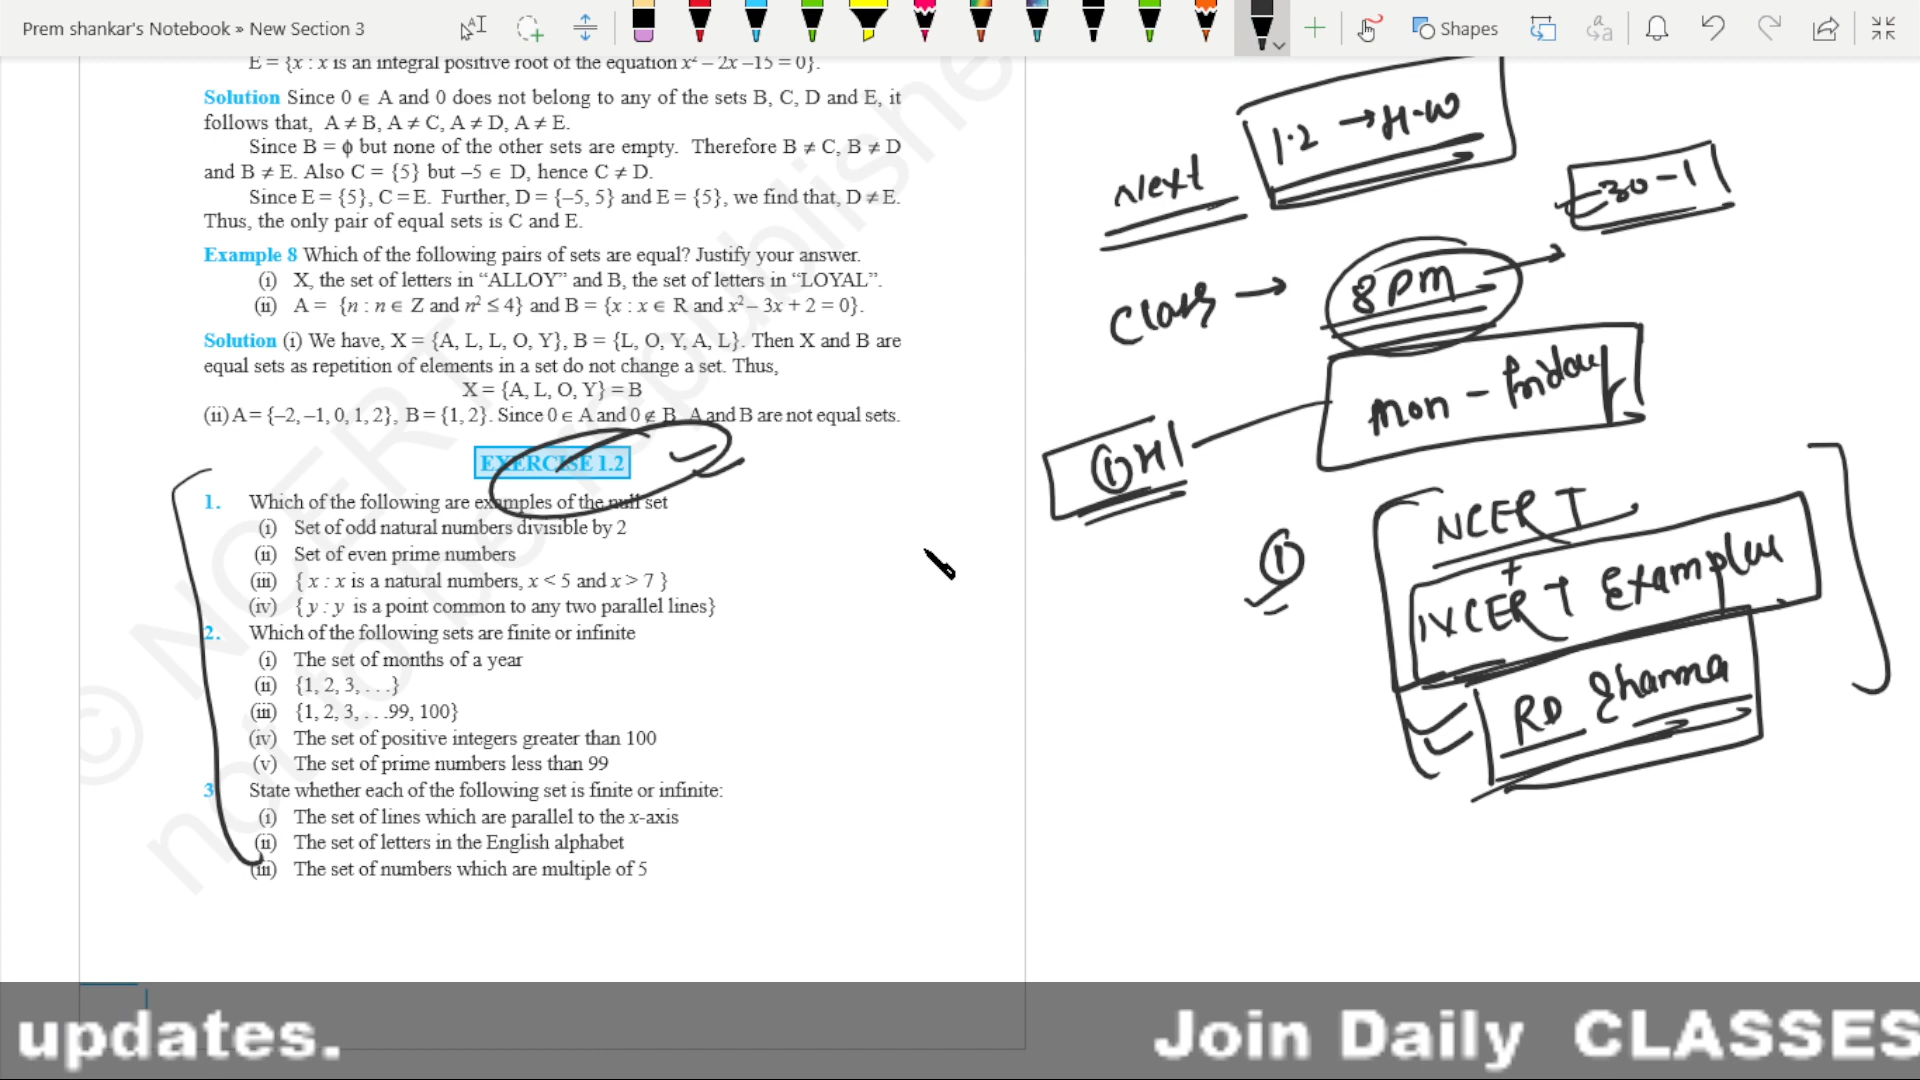 Prem shankar's Notebook » New Section 3
Shapes
E = {x : x is an integral positive root of the equation x² – 2x –15 = 0}.
Solution Since 0 ∈ A and 0 does not belong to any of the sets B, C, D and E, it
follows that, A ≠ B, A ≠ C, A ≠ D, A ≠ E.
Since B = ϕ but none of the other sets are empty. Therefore B ≠ C, B ≠ D
and B ≠ E. Also C = {5} but –5 ∈ D, hence C ≠ D.
Since E = {5}, C = E. Further, D = {–5, 5} and E = {5}, we find that, D ≠ E.
Thus, the only pair of equal sets is C and E.
Example 8 Which of the following pairs of sets are equal? Justify your answer.
(i) X, the set of letters in “ALLOY” and B, the set of letters in “LOYAL”.
(ii) A = {n : n ∈ Z and n² ≤ 4} and B = {x : x ∈ R and x² – 3x + 2 = 0}.
Solution (i) We have, X = {A, L, L, O, Y}, B = {L, O, Y, A, L}. Then X and B are
equal sets as repetition of elements in a set do not change a set. Thus,
X = {A, L, O, Y} = B
(ii) A = {–2, –1, 0, 1, 2}, B = {1, 2}. Since 0 ∈ A and 0 ∉ B, A and B are not equal sets.
EXERCISE 1.2
1. Which of the following are examples of the null set
(i) Set of odd natural numbers divisible by 2
(ii) Set of even prime numbers
(iii) { x : x is a natural numbers, x < 5 and x > 7 }
(iv) { y : y is a point common to any two parallel lines}
2. Which of the following sets are finite or infinite
(i) The set of months of a year
(ii) {1, 2, 3, . . .}
(iii) {1, 2, 3, . . .99, 100}
(iv) The set of positive integers greater than 100
(v) The set of prime numbers less than 99
3 State whether each of the following set is finite or infinite:
(i) The set of lines which are parallel to the x-axis
(ii) The set of letters in the English alphabet
(iii) The set of numbers which are multiple of 5
© NCERT
not to be republishe
Next
1.2 → H-W
Class → 8 PM →
30-11
Mon - Friday
① H1
①
NCERT
+
NCERT Examplar
RD Sharma
updates.
Join Daily CLASSES